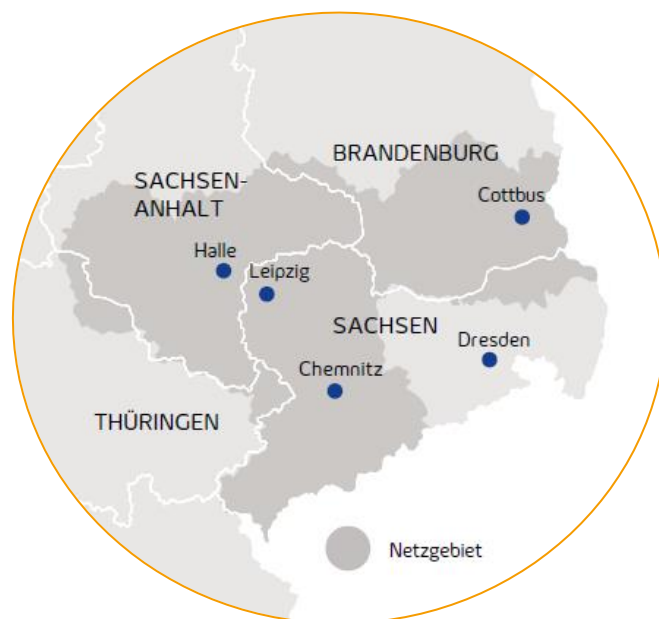 BRANDENBURG
SACHSEN-
ANHALT
Cottbus
Halle
Leipzig
SACHSEN
Dresden
Chemnitz
THÜRINGEN
Netzgebiet